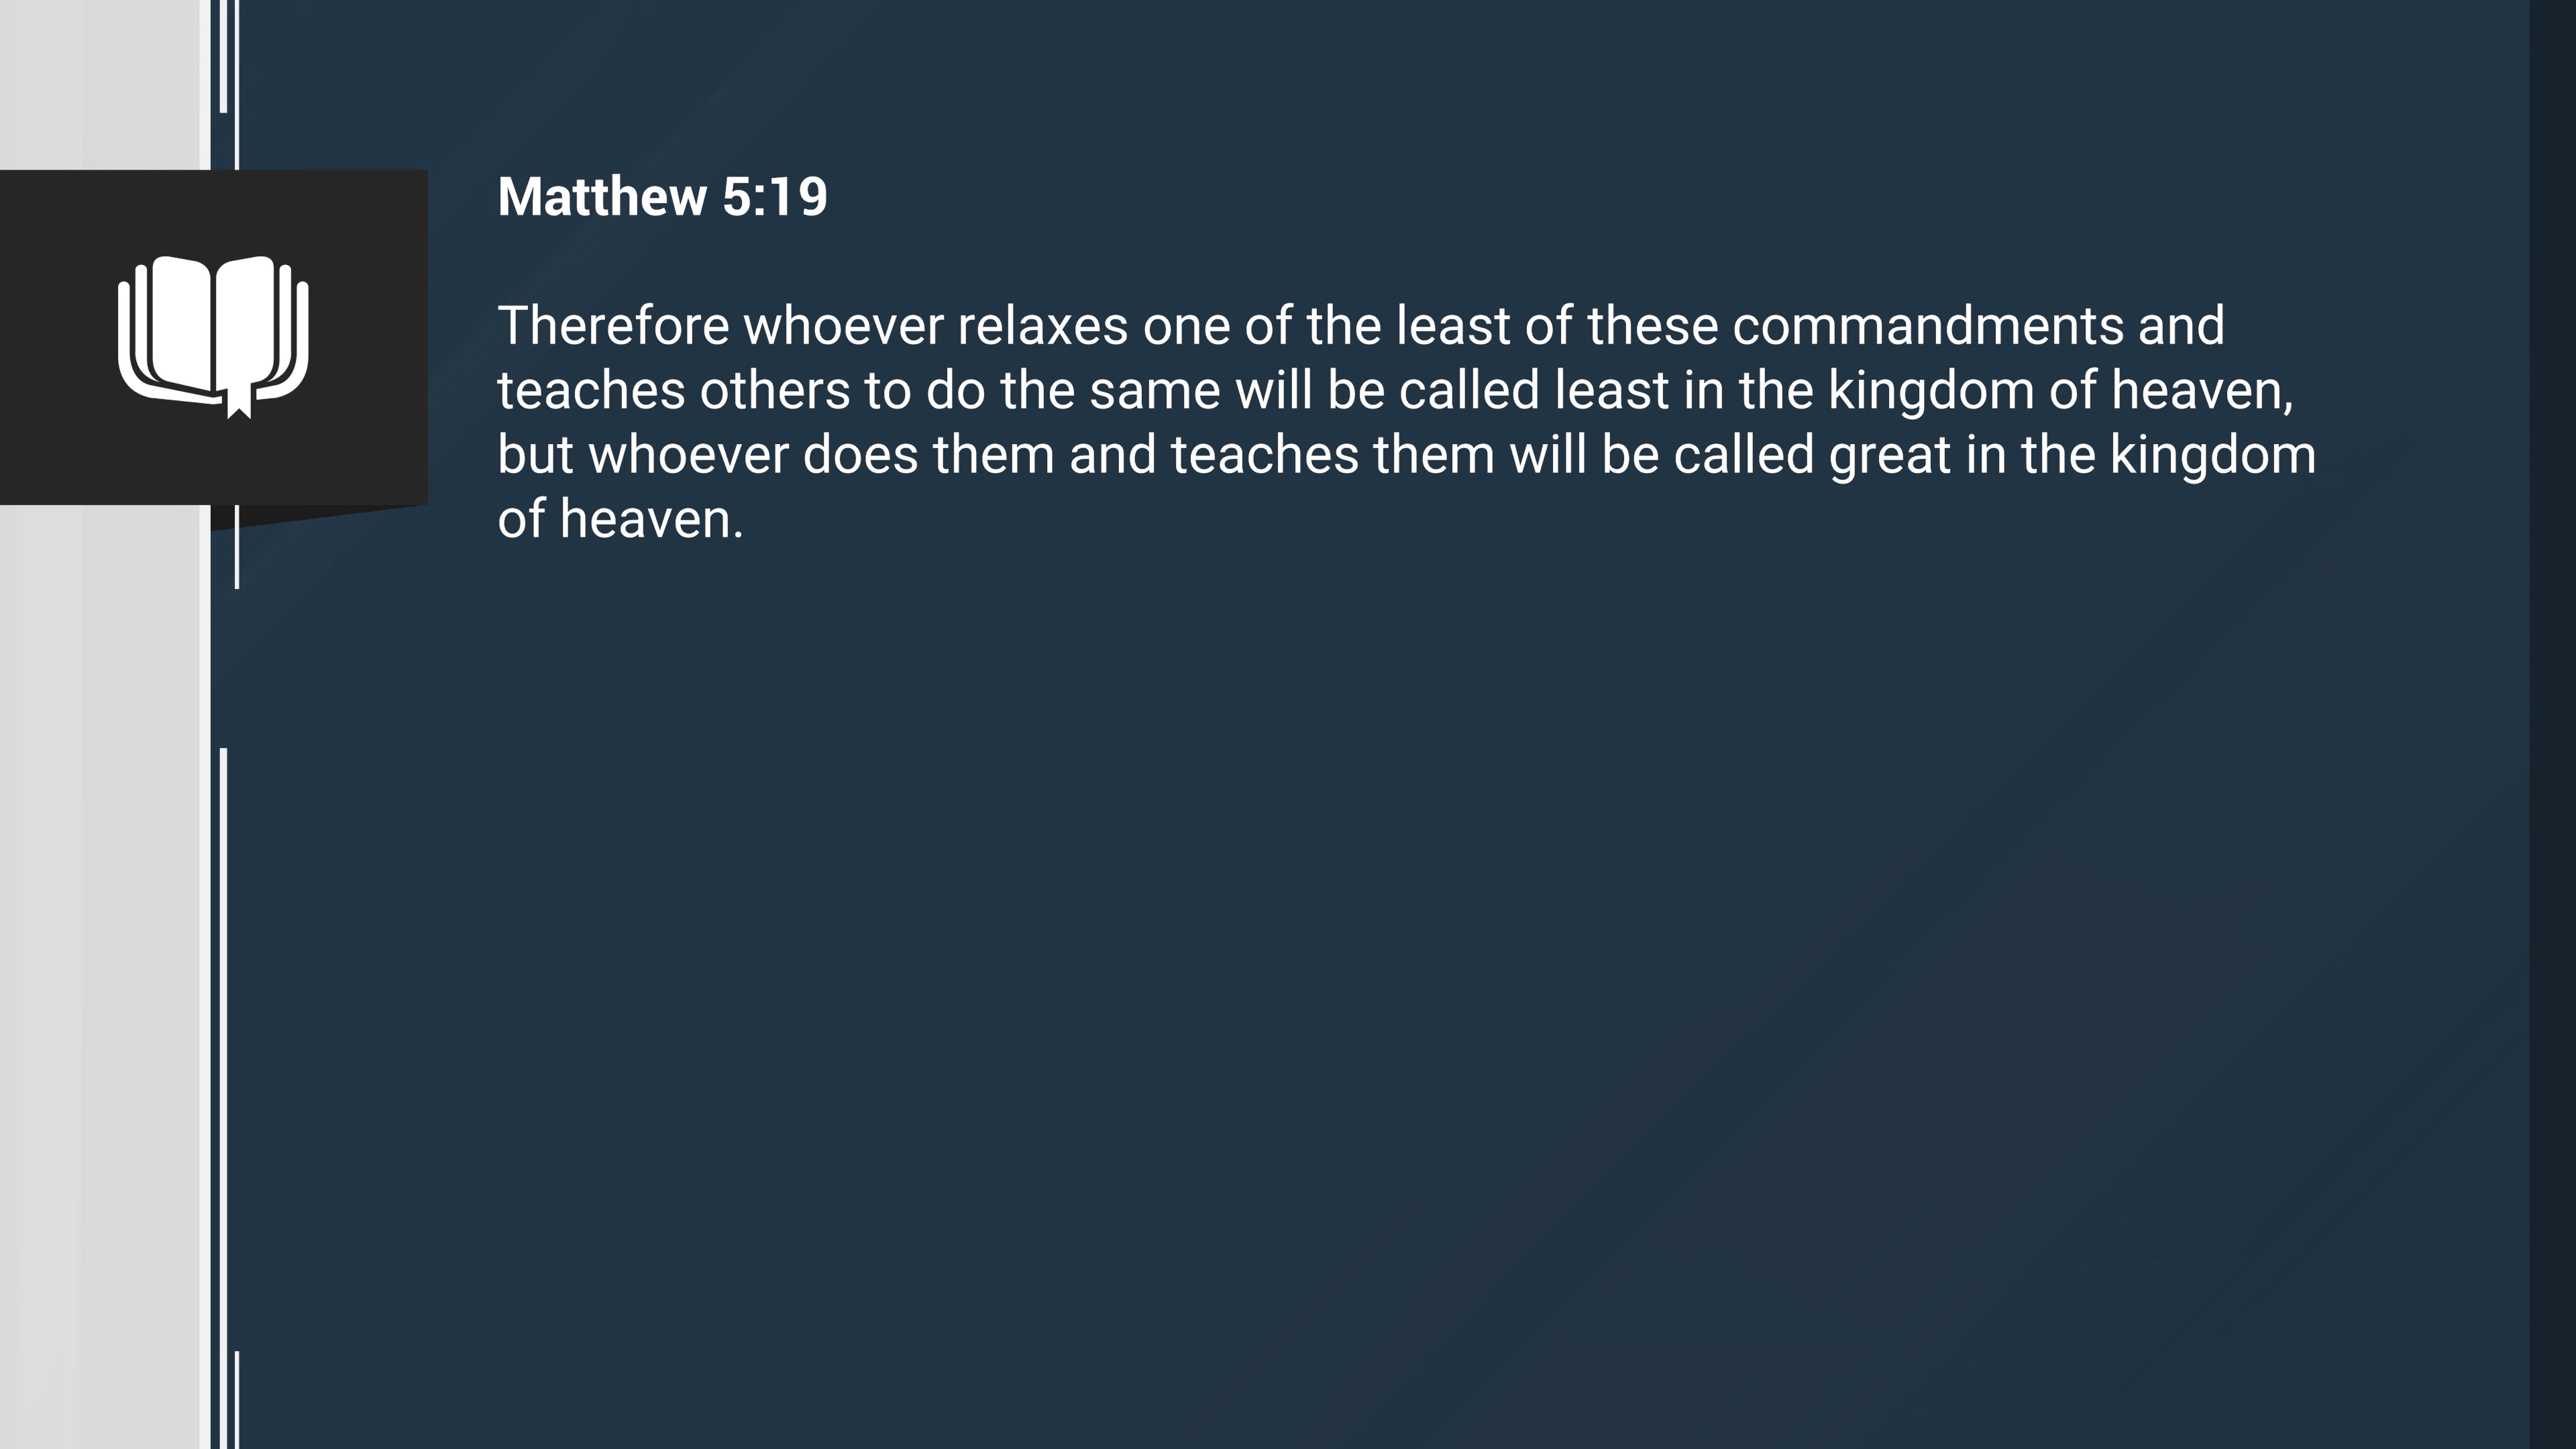 Matthew 5:19
Therefore whoever relaxes one of the least of these commandments and
teaches others to do the same will be called least in the kingdom of heaven,
but whoever does them and teaches them will be called great in the kingdom
of heaven.